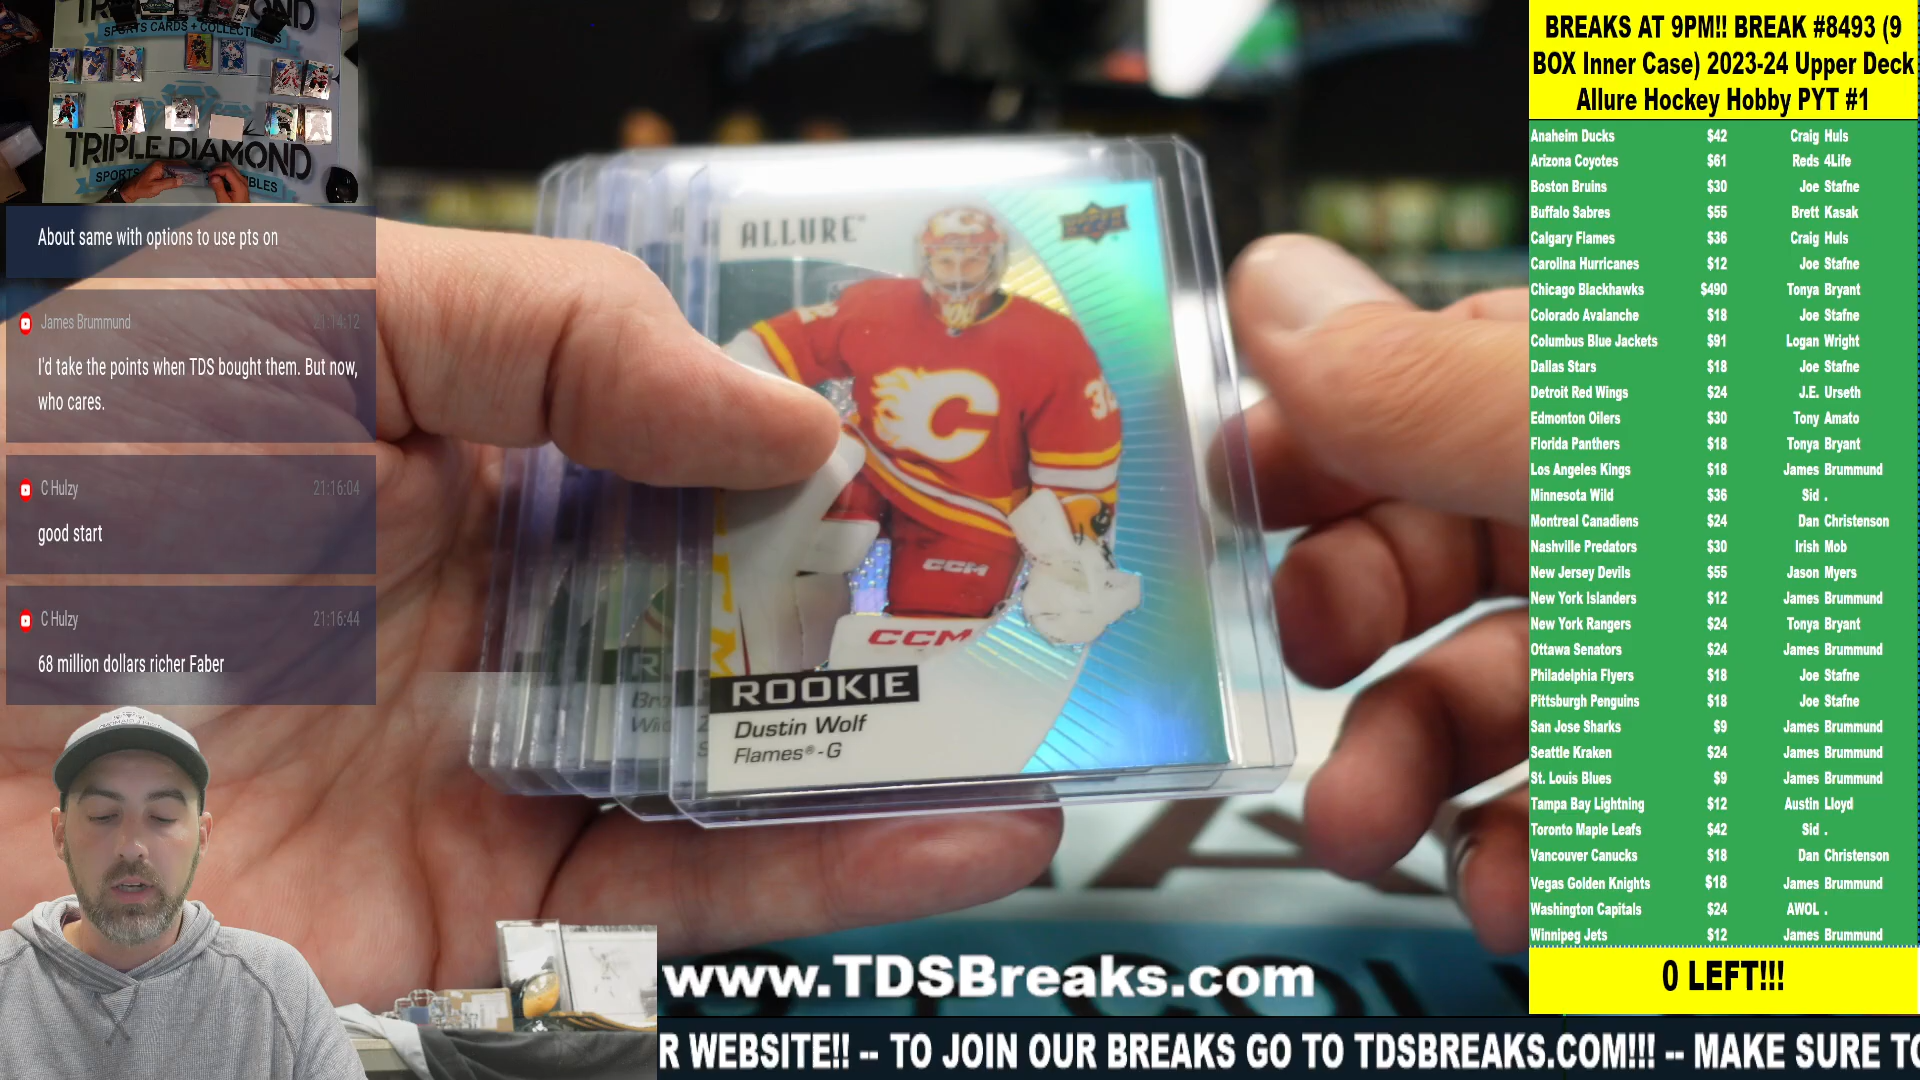 TRIPLE DIAMOND
SPORTS CARDS + COLLECTIBLES
TRIPLE DIAMOND
SPORTS
About same with options to use pts on
James Brummund 21:14:12
I'd take the points when TDS bought them. But now,
who cares.
C Hulzy 21:16:04
good start
C Hulzy 21:16:44
68 million dollars richer Faber
ALLURE
CCM
CCM
ROOKIE
Dustin Wolf
Flames® - G
www.TDSBreaks.com
R WEBSITE!! -- TO JOIN OUR BREAKS GO TO TDSBREAKS.COM!!! -- MAKE SURE TO
BREAKS AT 9PM!! BREAK #8493 (9
BOX Inner Case) 2023-24 Upper Deck
Allure Hockey Hobby PYT #1
Anaheim Ducks $42 Craig Huls
Arizona Coyotes $61 Reds 4Life
Boston Bruins $30 Joe Stafne
Buffalo Sabres $55 Brett Kasak
Calgary Flames $36 Craig Huls
Carolina Hurricanes $12 Joe Stafne
Chicago Blackhawks $490 Tonya Bryant
Colorado Avalanche $18 Joe Stafne
Columbus Blue Jackets $91 Logan Wright
Dallas Stars $18 Joe Stafne
Detroit Red Wings $24 J.E. Urseth
Edmonton Oilers $30 Tony Amato
Florida Panthers $18 Tonya Bryant
Los Angeles Kings $18 James Brummund
Minnesota Wild $36 Sid .
Montreal Canadiens $24 Dan Christenson
Nashville Predators $30 Irish Mob
New Jersey Devils $55 Jason Myers
New York Islanders $12 James Brummund
New York Rangers $24 Tonya Bryant
Ottawa Senators $24 James Brummund
Philadelphia Flyers $18 Joe Stafne
Pittsburgh Penguins $18 Joe Stafne
San Jose Sharks $9 James Brummund
Seattle Kraken $24 James Brummund
St. Louis Blues $9 James Brummund
Tampa Bay Lightning $12 Austin Lloyd
Toronto Maple Leafs $42 Sid .
Vancouver Canucks $18 Dan Christenson
Vegas Golden Knights $18 James Brummund
Washington Capitals $24 AWOL .
Winnipeg Jets $12 James Brummund
0 LEFT!!!